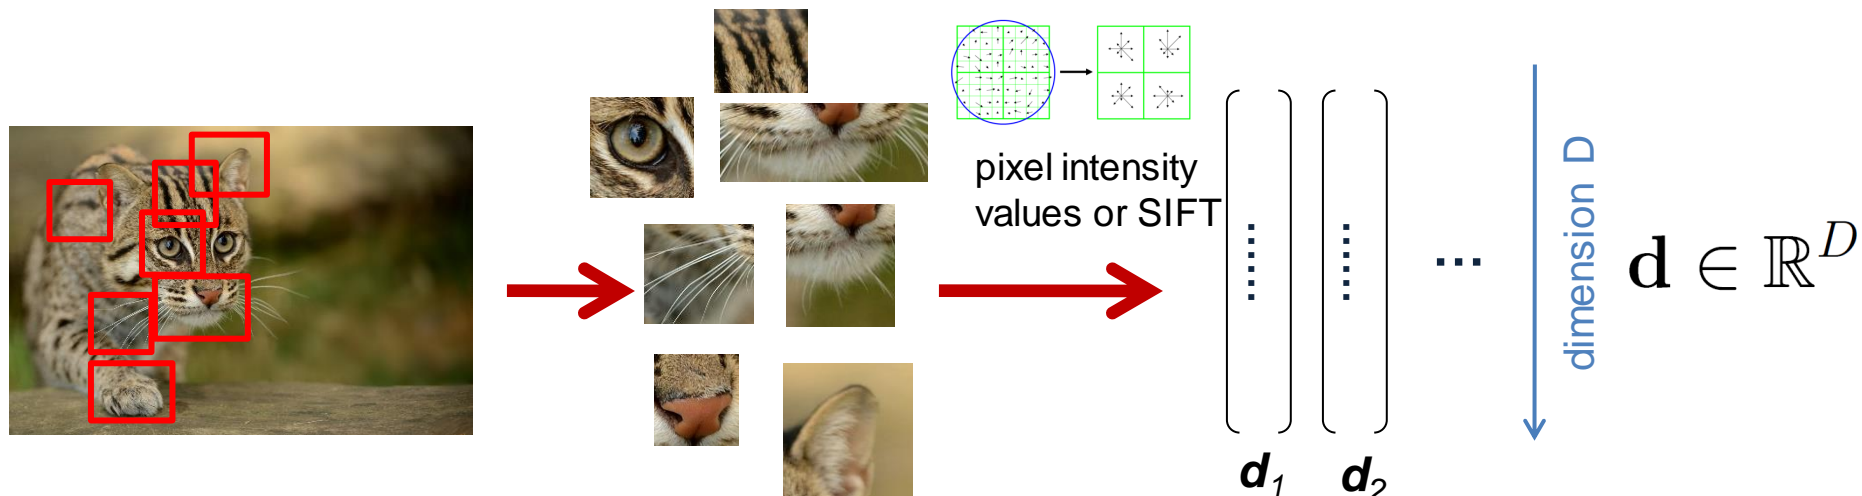 pixel intensity
values or SIFT
d1
d2
...
dimension D
d ∈ ℝ^D